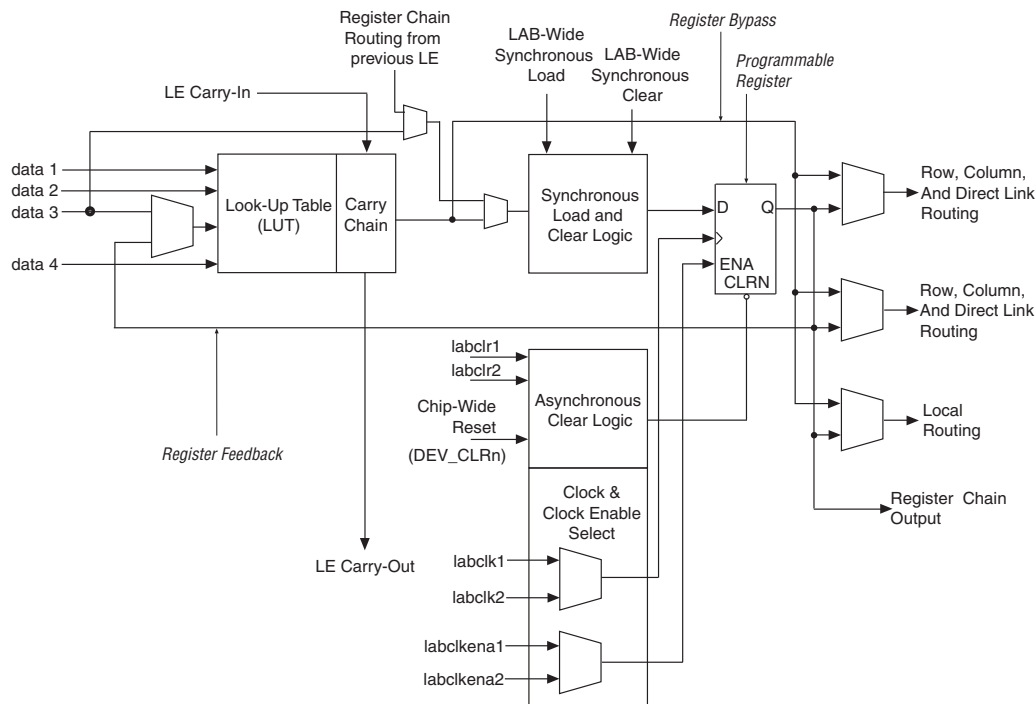 Register Chain
Routing from
previous LE
LAB-Wide
Synchronous
Load
LAB-Wide
Synchronous
Clear
Register Bypass
Programmable
Register
LE Carry-In
data 1
data 2
data 3
data 4
Look-Up Table
(LUT)
Carry
Chain
Synchronous
Load and
Clear Logic
D
Q
ENA
CLRN
Row, Column,
And Direct Link
Routing
Row, Column,
And Direct Link
Routing
Local
Routing
Register Chain
Output
labclr1
labclr2
Chip-Wide
Reset
(DEV_CLRn)
Asynchronous
Clear Logic
Register Feedback
Clock &
Clock Enable
Select
LE Carry-Out
labclk1
labclk2
labclkena1
labclkena2